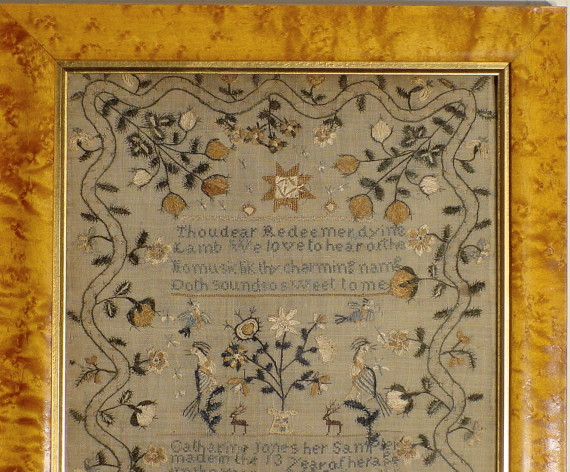 Thou dear Redeemer dying
Lamb We love to hear of the
No music lik thy charming name
Doth sound so sweet to me
Catharine Jones her Sampler
made in the 13 year of her age